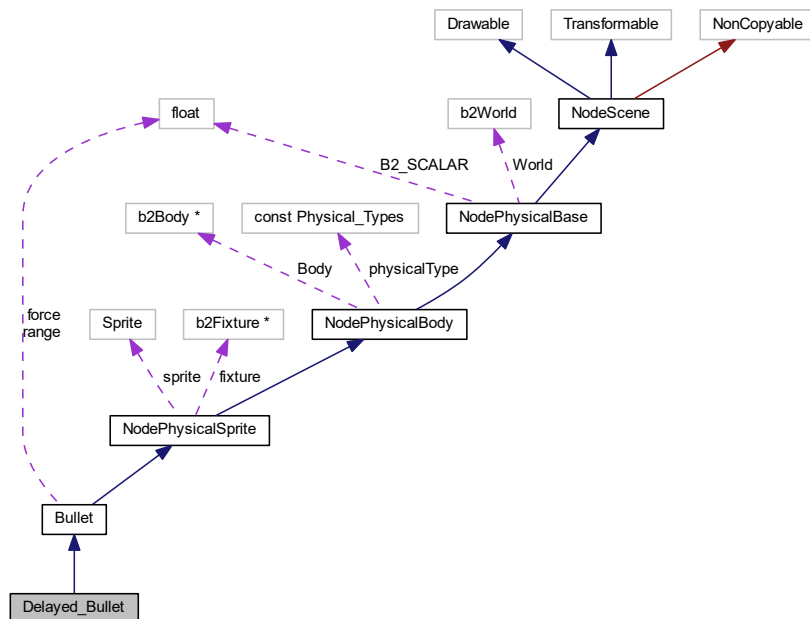 Drawable
Transformable
NonCopyable
float
b2World
NodeScene
B2_SCALAR
World
b2Body *
const Physical_Types
NodePhysicalBase
Body
physicalType
force
range
Sprite
b2Fixture *
NodePhysicalBody
sprite
fixture
NodePhysicalSprite
Bullet
Delayed_Bullet